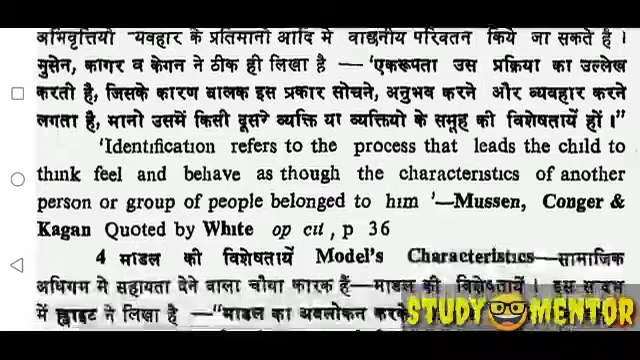 अभिवृत्तियो व्यवहार के प्रतिमानो आदि मे वाछनीय परिवतन किये जा सकते है ।
मुसेन, कागर व केगन ने ठीक ही लिखा है — 'एकरूपता उस प्रक्रिया का उल्लेख
करती है, जिसके कारण बालक इस प्रकार सोचने, अनुभव करने और व्यवहार करने
लगता है, मानो उसमें किसी दूसरे व्यक्ति या व्यक्तियो के समूह की विशेषतायें हों ।"
'Identification refers to the process that leads the child to
think feel and behave as though the characteristics of another
person or group of people belonged to him '—Mussen, Conger &
Kagan Quoted by White op cit, p 36
4 माडल की विशेषतायें Model's Characteristics—सामाजिक
अधिगम मे सहायता देने वाला चौथा कारक हैं—माडल की विशेषतायें । इस
में ह्वाइट ने लिखा है —"माडल का अवलोकन करके
STUDY MENTOR